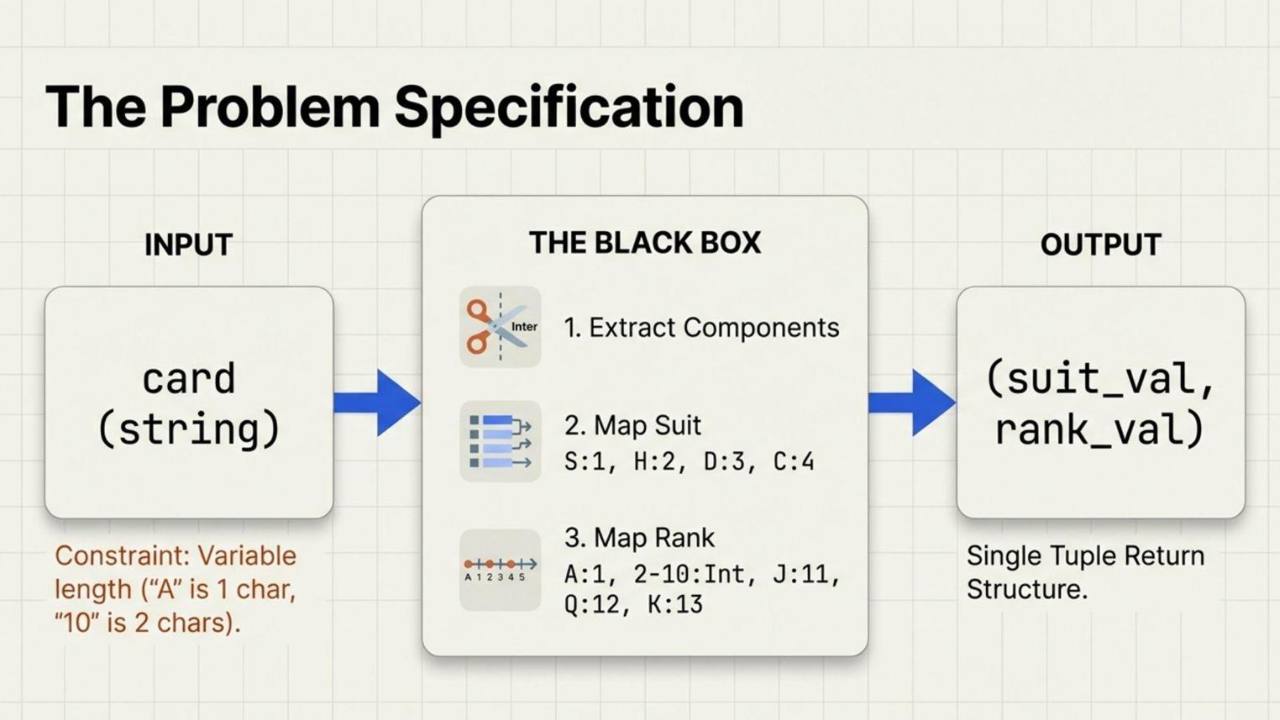 The Problem Specification
INPUT
card
(string)
Constraint: Variable
length (“A” is 1 char,
“10” is 2 chars).
THE BLACK BOX
Inter
1. Extract Components
2. Map Suit
S:1, H:2, D:3, C:4
A 1 2 3 4 5
3. Map Rank
A:1, 2-10:Int, J:11,
Q:12, K:13
OUTPUT
(suit_val,
rank_val)
Single Tuple Return
Structure.